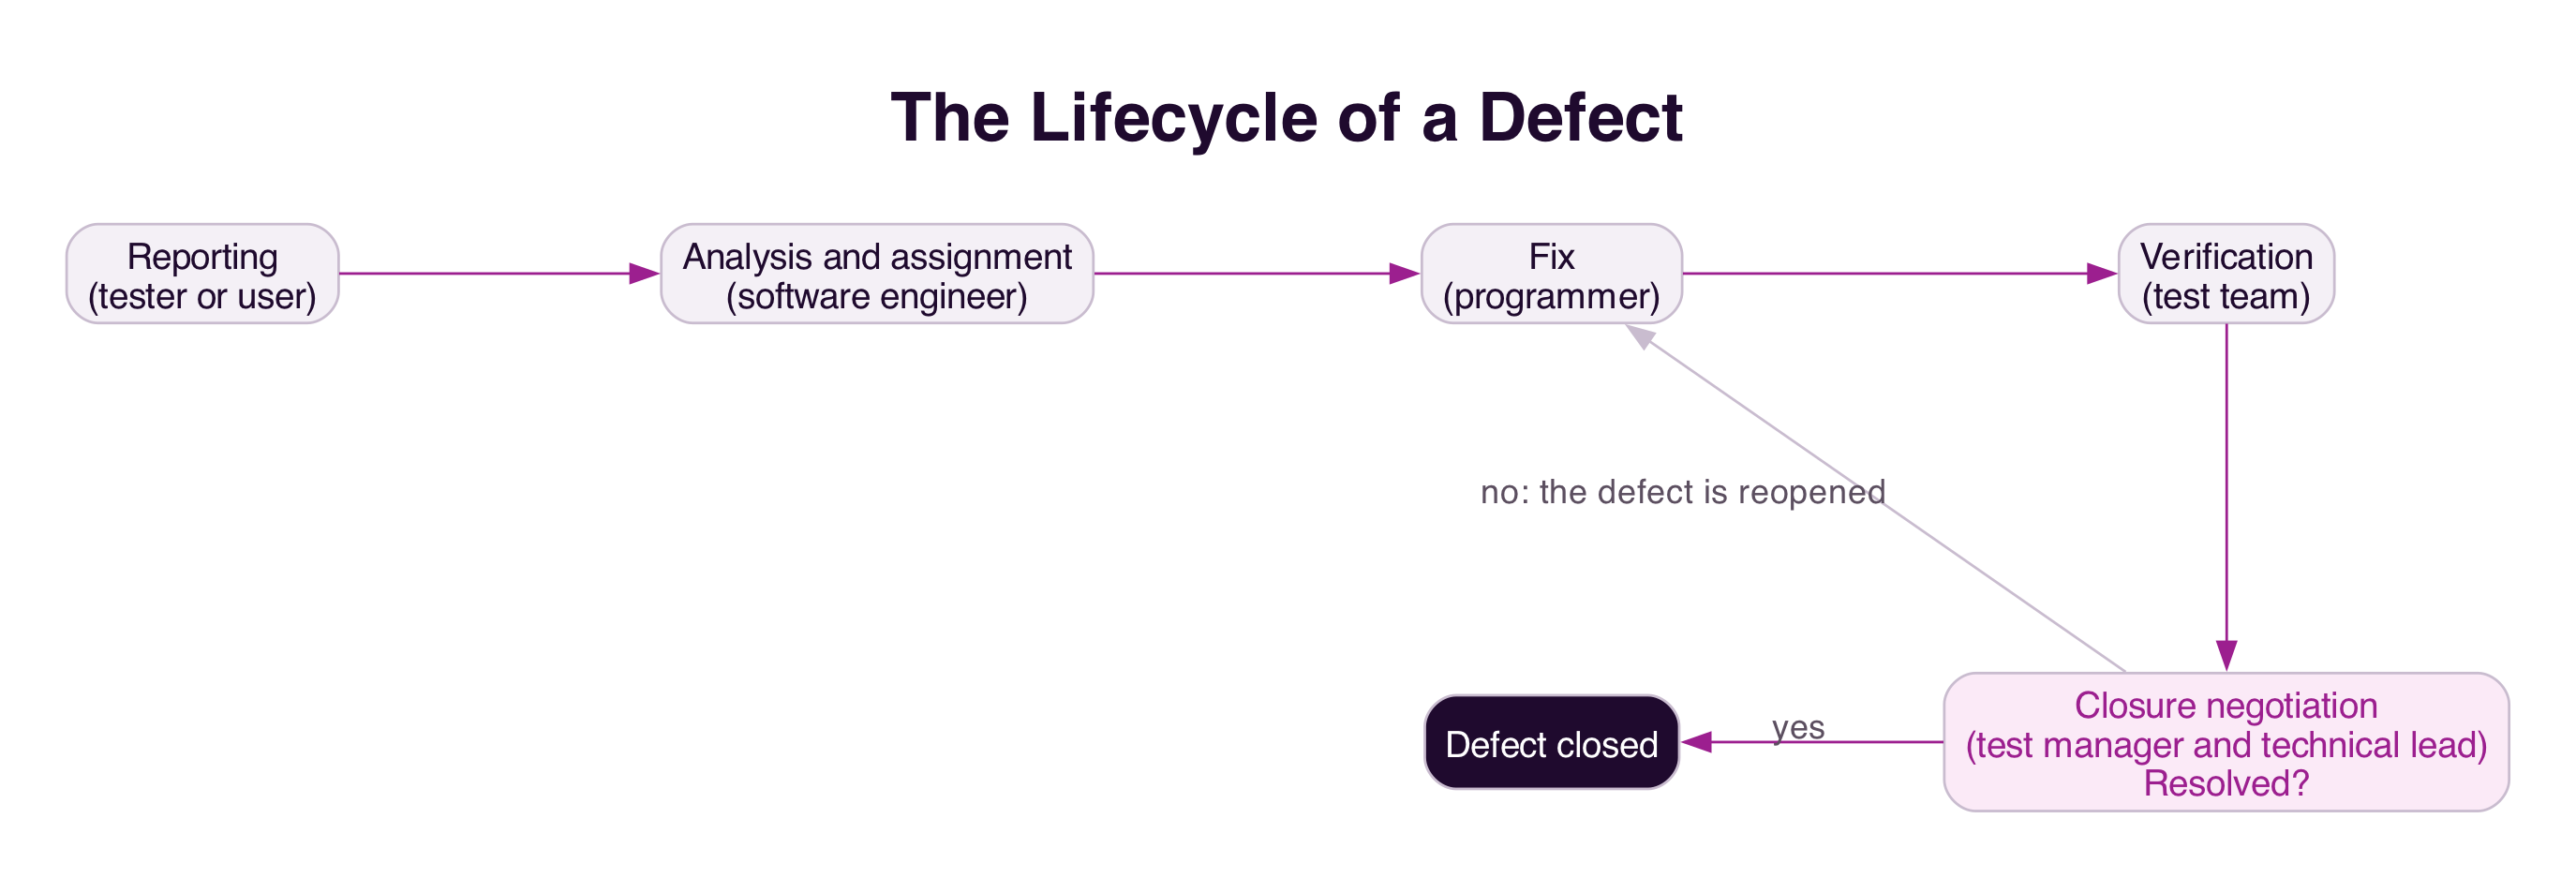 The Lifecycle of a Defect
Reporting
(tester or user)
Analysis and assignment
(software engineer)
Fix
(programmer)
Verification
(test team)
no: the defect is reopened
Defect closed
yes
Closure negotiation
(test manager and technical lead)
Resolved?